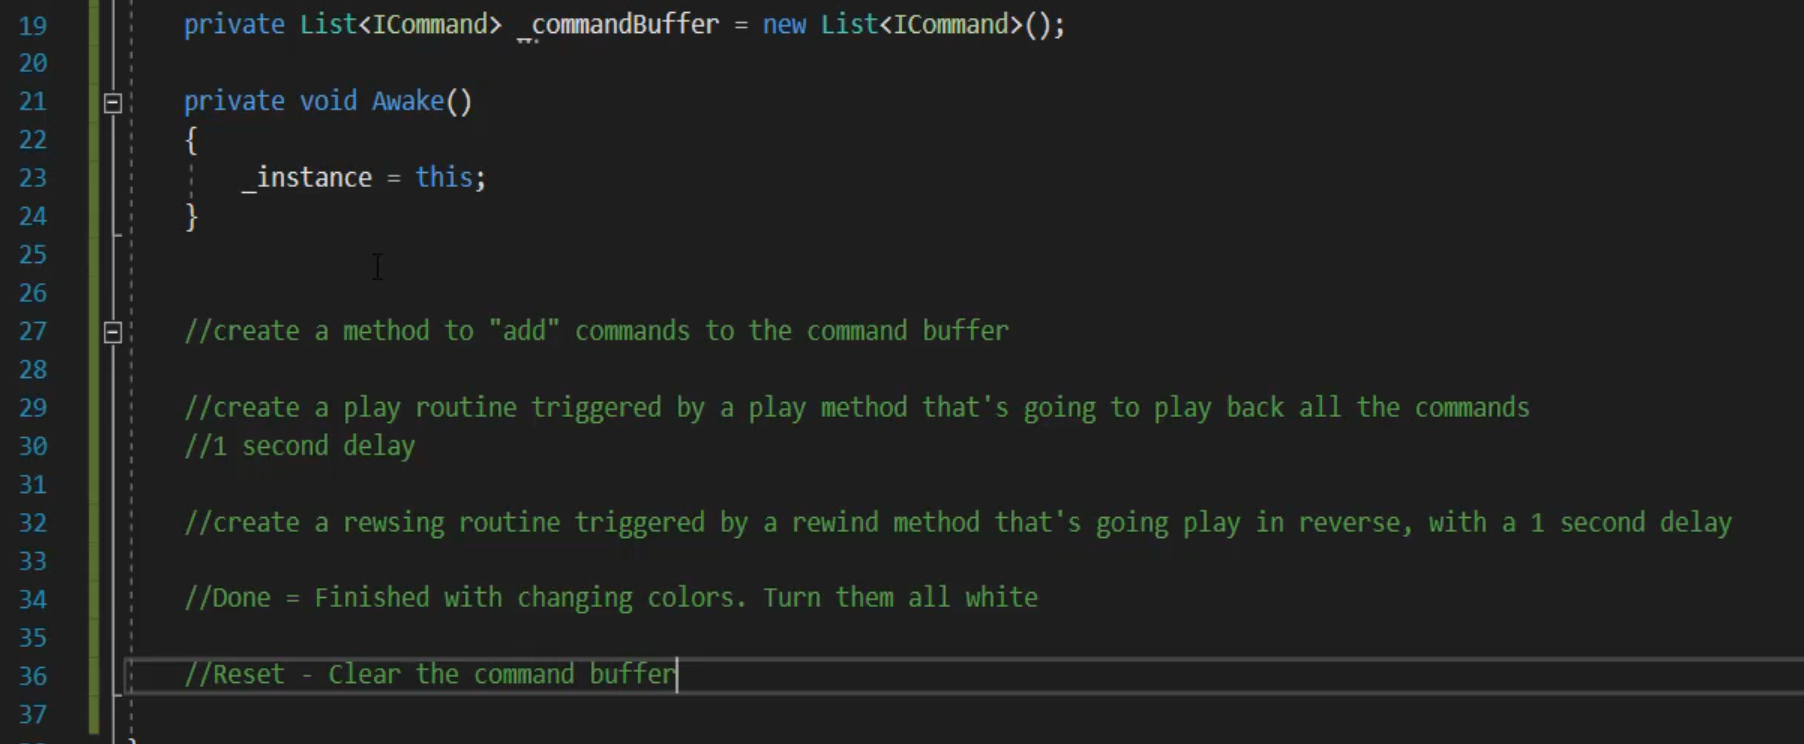 19 private List<ICommand> _commandBuffer = new List<ICommand>();
20
21 private void Awake()
22 {
23 _instance = this;
24 }
25
26
27 //create a method to "add" commands to the command buffer
28
29 //create a play routine triggered by a play method that's going to play back all the commands
30 //1 second delay
31
32 //create a rewsing routine triggered by a rewind method that's going play in reverse, with a 1 second delay
33
34 //Done = Finished with changing colors. Turn them all white
35
36 //Reset - Clear the command buffer
37